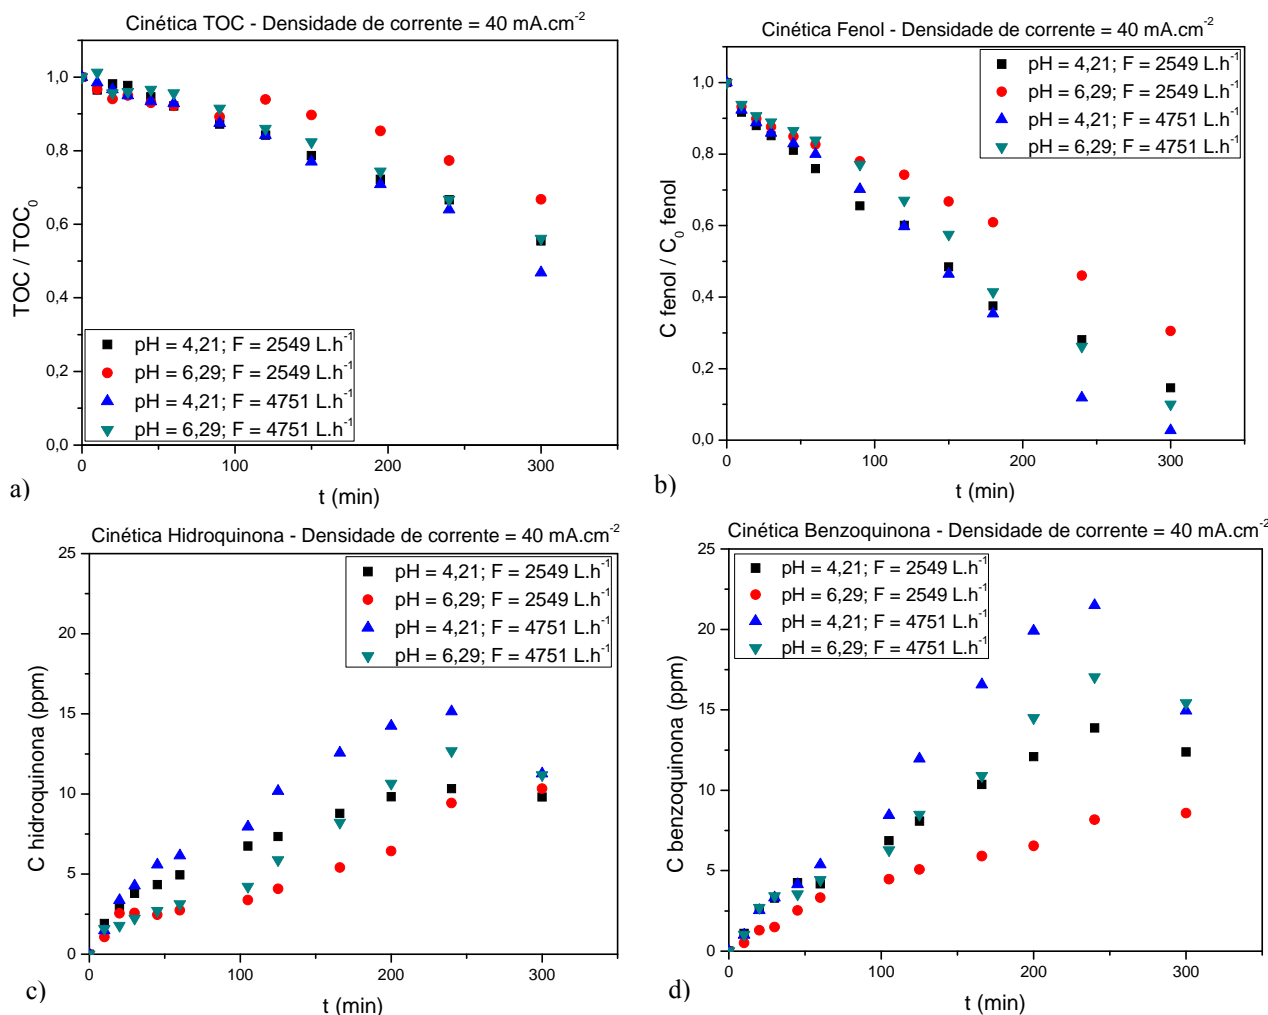 Cinética TOC - Densidade de corrente = 40 mA.cm⁻²
TOC / TOC₀
1,0
0,8
0,6
0,4
0,2
0,0
pH = 4,21; F = 2549 L.h⁻¹
pH = 6,29; F = 2549 L.h⁻¹
pH = 4,21; F = 4751 L.h⁻¹
pH = 6,29; F = 4751 L.h⁻¹
0 100 200 300
t (min)
a)
Cinética Fenol - Densidade de corrente = 40 mA.cm⁻²
C fenol / C₀ fenol
pH = 4,21; F = 2549 L.h⁻¹
pH = 6,29; F = 2549 L.h⁻¹
pH = 4,21; F = 4751 L.h⁻¹
pH = 6,29; F = 4751 L.h⁻¹
1,0
0,8
0,6
0,4
0,2
0,0
0 100 200 300
t (min)
b)
Cinética Hidroquinona - Densidade de corrente = 40 mA.cm⁻²
C hidroquinona (ppm)
25
20
15
10
5
0
pH = 4,21; F = 2549 L.h⁻¹
pH = 6,29; F = 2549 L.h⁻¹
pH = 4,21; F = 4751 L.h⁻¹
pH = 6,29; F = 4751 L.h⁻¹
0 100 200 300
t (min)
c)
Cinética Benzoquinona - Densidade de corrente = 40 mA.cm⁻²
C benzoquinona (ppm)
25
20
15
10
5
0
pH = 4,21; F = 2549 L.h⁻¹
pH = 6,29; F = 2549 L.h⁻¹
pH = 4,21; F = 4751 L.h⁻¹
pH = 6,29; F = 4751 L.h⁻¹
0 100 200 300
t (min)
d)